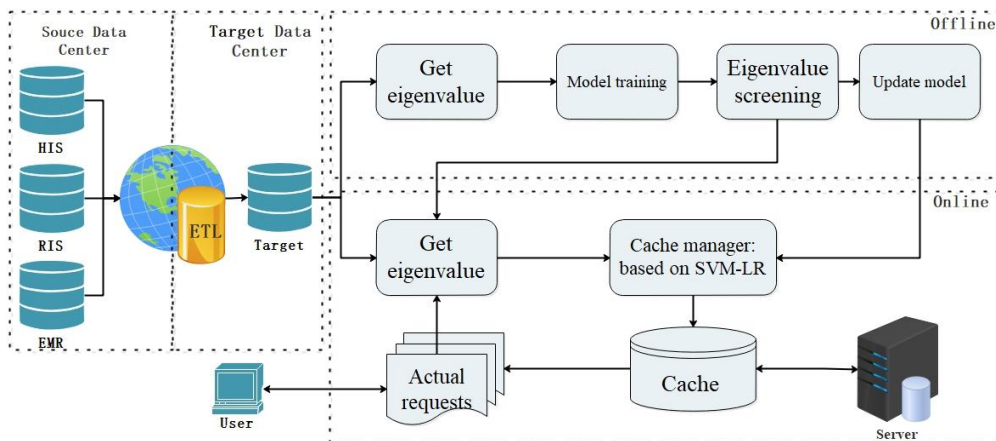 Souce Data
Center
Target Data
Center
Offline
Get
eigenvalue
Model training
Eigenvalue
screening
Update model
HIS
RIS
EMR
ETL
Target
Online
Get
eigenvalue
Cache manager:
based on SVM-LR
Actual
requests
Cache
User
Server